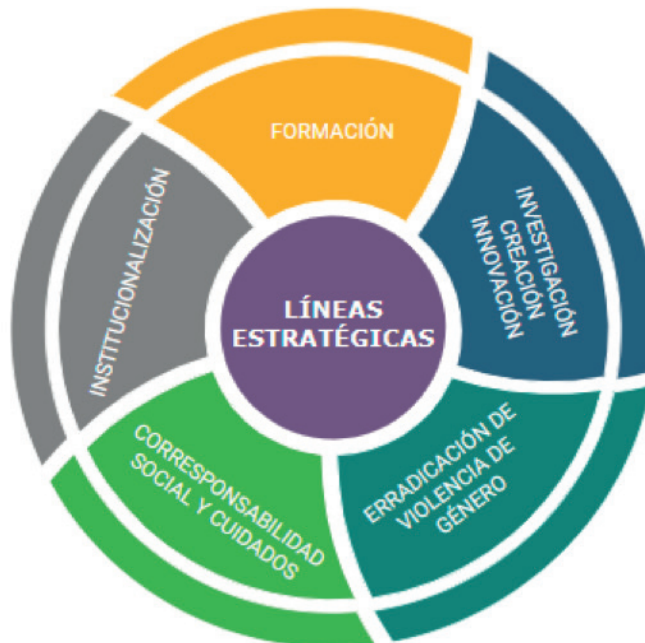 FORMACIÓN
INVESTIGACIÓN
CREACIÓN
INNOVACIÓN
LÍNEAS
ESTRATÉGICAS
INSTITUCIONALIZACIÓN
ERRADICACIÓN DE
VIOLENCIA DE
GÉNERO
CORRESPONSABILIDAD
SOCIAL Y CUIDADOS